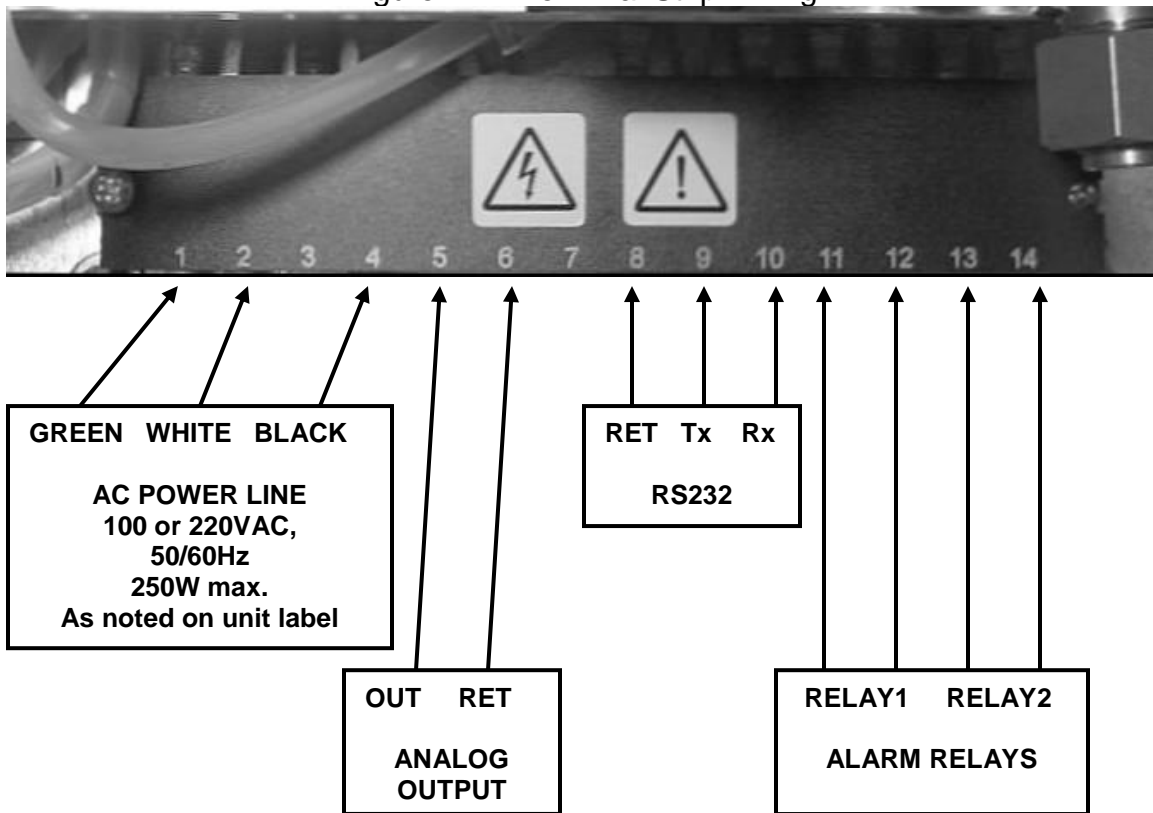 1 2 3 4 5 6 7 8 9 10 11 12 13 14
GREEN WHITE BLACK
AC POWER LINE
100 or 220VAC,
50/60Hz
250W max.
As noted on unit label
RET Tx Rx
RS232
OUT RET
ANALOG
OUTPUT
RELAY1 RELAY2
ALARM RELAYS